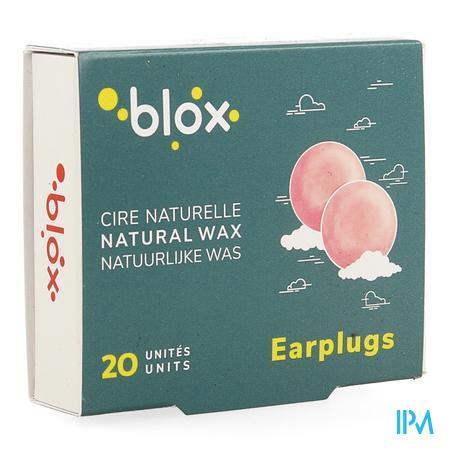 blox
blox
CIRE NATURELLE
NATURAL WAX
NATUURLIJKE WAS
20 UNITÉS
UNITS
Earplugs
IPM